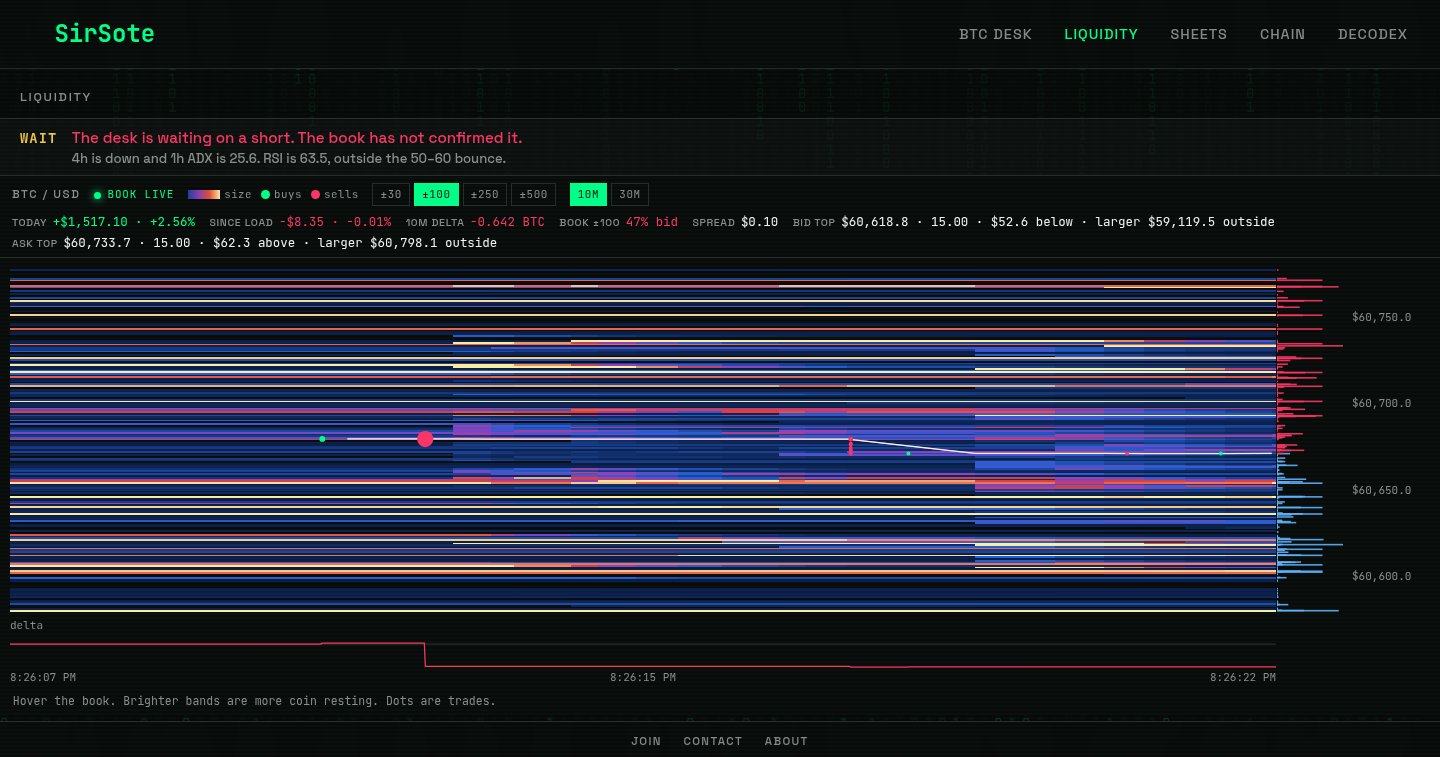 SirSote
BTC DESK LIQUIDITY SHEETS CHAIN DECODEX
LIQUIDITY
WAIT The desk is waiting on a short. The book has not confirmed it.
4h is down and 1h ADX is 25.6. RSI is 63.5, outside the 50–60 bounce.
BTC / USD BOOK LIVE size buys sells ±30 ±100 ±250 ±500 10M 30M
TODAY +$1,517.10 · +2.56% SINCE LOAD -$8.35 · -0.01% 10M DELTA -0.642 BTC BOOK ±100 47% bid SPREAD $0.10 BID TOP $60,618.8 · 15.00 · $52.6 below · larger $59,119.5 outside
ASK TOP $60,733.7 · 15.00 · $62.3 above · larger $60,798.1 outside
$60,750.0
$60,700.0
$60,650.0
$60,600.0
delta
8:26:07 PM 8:26:15 PM 8:26:22 PM
Hover the book. Brighter bands are more coin resting. Dots are trades.
JOIN CONTACT ABOUT